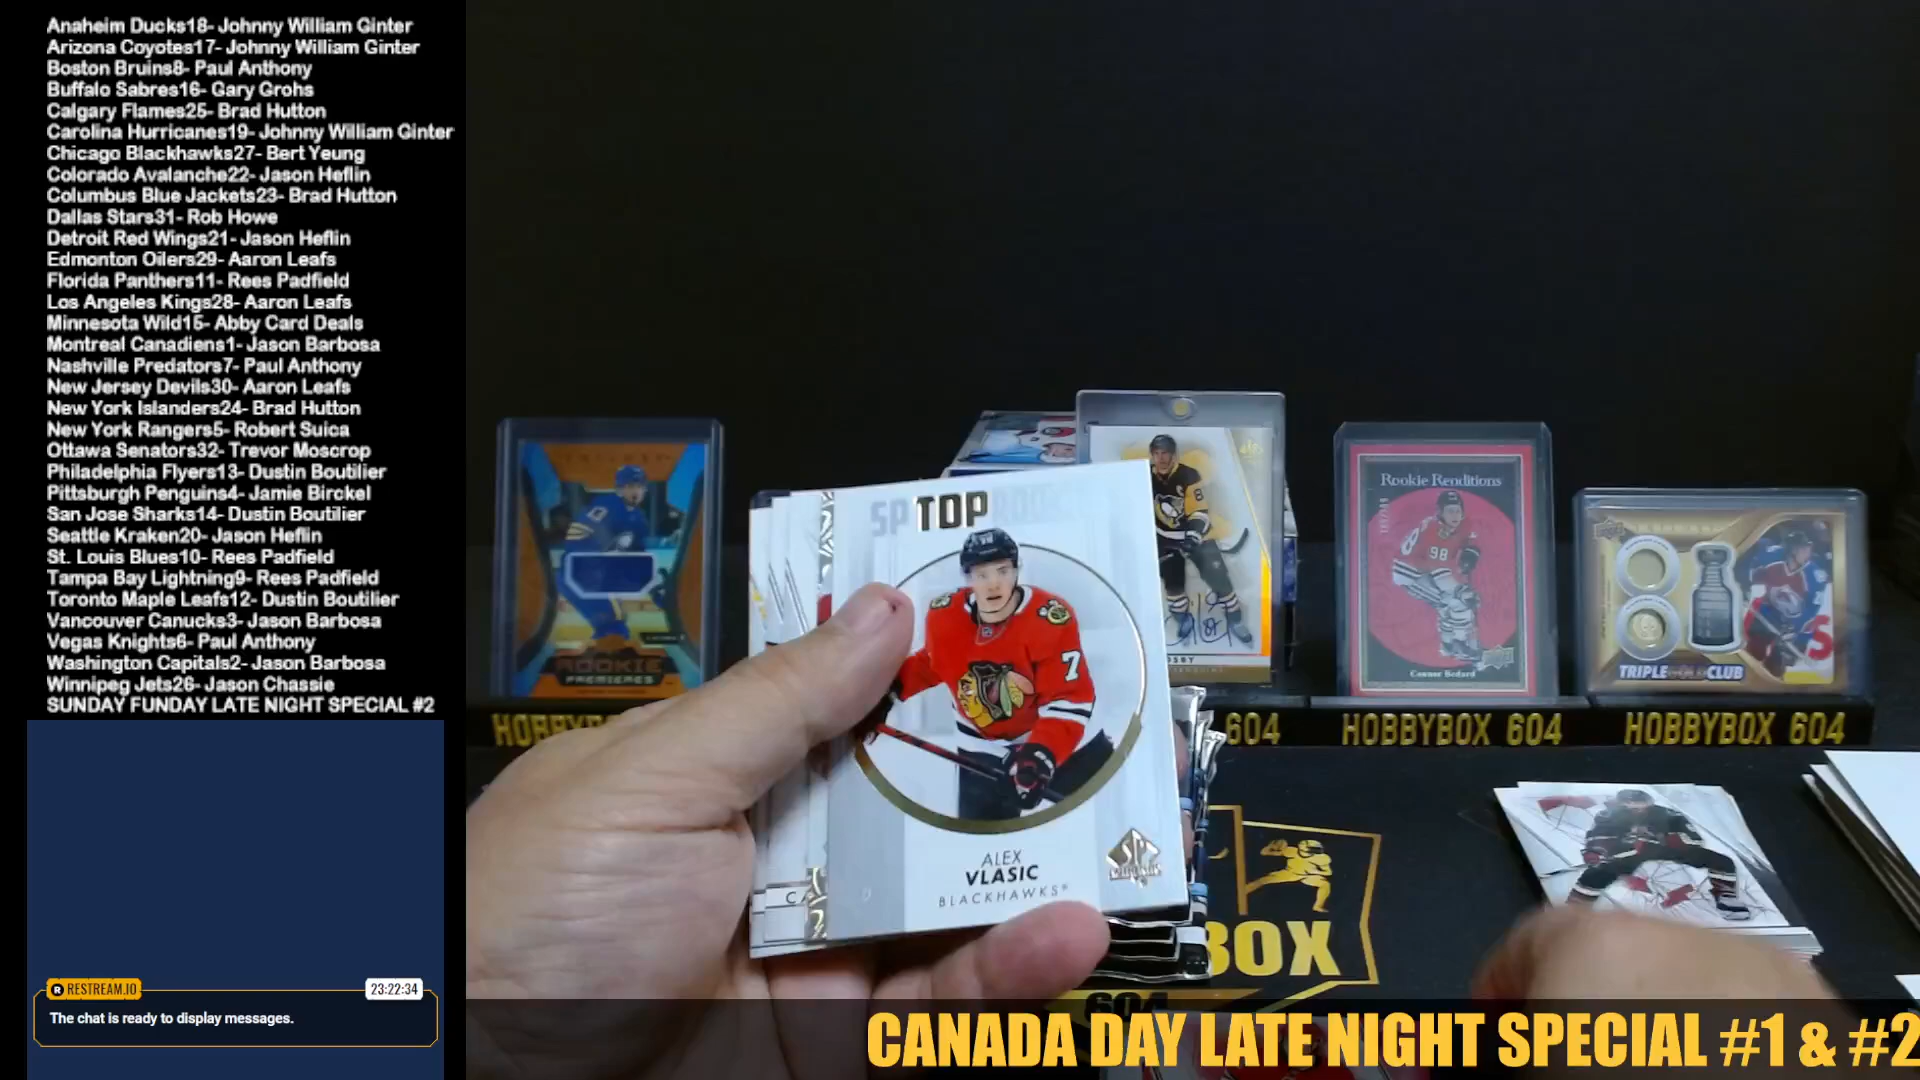 Anaheim Ducks18- Johnny William Ginter
Arizona Coyotes17- Johnny William Ginter
Boston Bruins8- Paul Anthony
Buffalo Sabres16- Gary Grohs
Calgary Flames25- Brad Hutton
Carolina Hurricanes19- Johnny William Ginter
Chicago Blackhawks27- Bert Yeung
Colorado Avalanche22- Jason Heflin
Columbus Blue Jackets23- Brad Hutton
Dallas Stars31- Rob Howe
Detroit Red Wings21- Jason Heflin
Edmonton Oilers29- Aaron Leafs
Florida Panthers11- Rees Padfield
Los Angeles Kings28- Aaron Leafs
Minnesota Wild15- Abby Card Deals
Montreal Canadiens1- Jason Barbosa
Nashville Predators7- Paul Anthony
New Jersey Devils30- Aaron Leafs
New York Islanders24- Brad Hutton
New York Rangers5- Robert Suica
Ottawa Senators32- Trevor Moscrop
Philadelphia Flyers13- Dustin Boutilier
Pittsburgh Penguins4- Jamie Birckel
San Jose Sharks14- Dustin Boutilier
Seattle Kraken20- Jason Heflin
St. Louis Blues10- Rees Padfield
Tampa Bay Lightning9- Rees Padfield
Toronto Maple Leafs12- Dustin Boutilier
Vancouver Canucks3- Jason Barbosa
Vegas Knights6- Paul Anthony
Washington Capitals2- Jason Barbosa
Winnipeg Jets26- Jason Chassie
SUNDAY FUNDAY LATE NIGHT SPECIAL #2
RESTREAM.IO
23:22:34
The chat is ready to display messages.
SP TOP
7
ALEX
VLASIC
BLACKHAWKS
ROOKIE
PREMIERES
Rookie Renditions
98
Connor Bedard
TRIPLE GOLD CLUB
HOBBYB
604
HOBBYBOX 604
HOBBYBOX 604
BOX
604
CANADA DAY LATE NIGHT SPECIAL #1 & #2